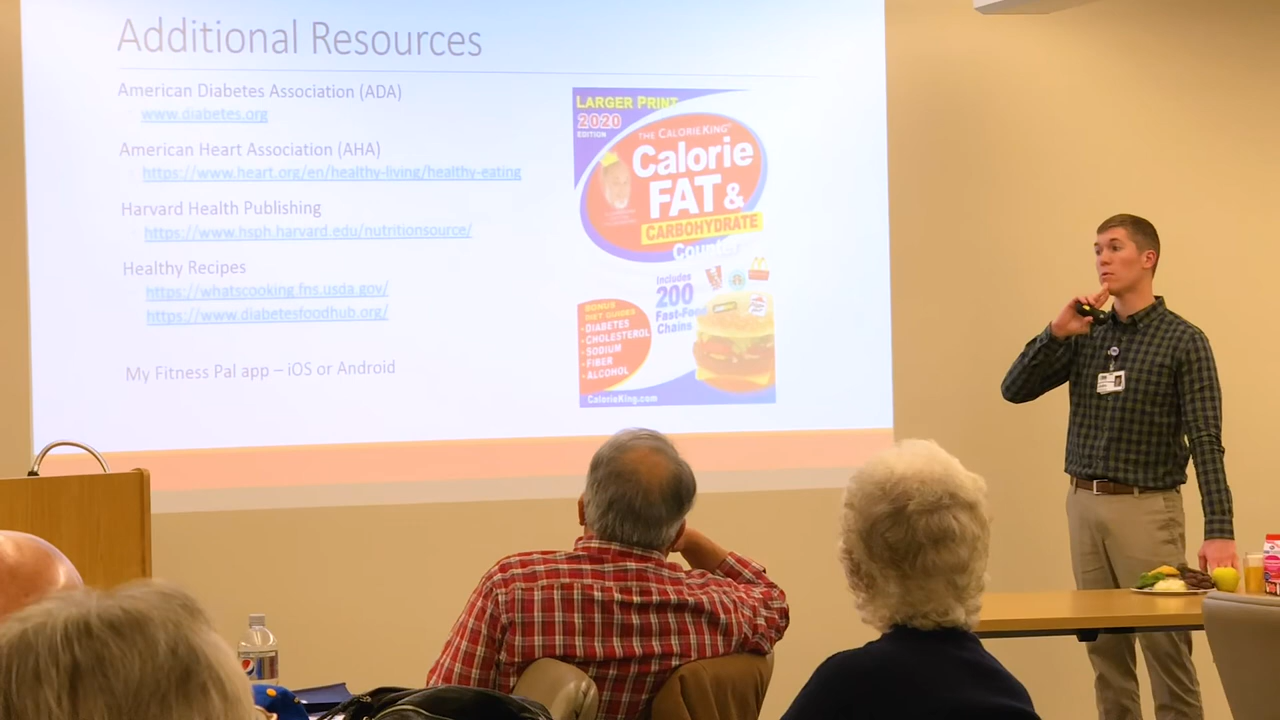 Additional Resources
American Diabetes Association (ADA)
www.diabetes.org
American Heart Association (AHA)
https://www.heart.org/en/healthy-living/healthy-eating
Harvard Health Publishing
https://www.hsph.harvard.edu/nutritionsource/
Healthy Recipes
https://whatscooking.fns.usda.gov/
https://www.diabetesfoodhub.org/
My Fitness Pal app – iOS or Android
LARGER PRINT
2020
EDITION
THE CALORIEKING
Calorie
FAT &
CARBOHYDRATE
Counter
Includes
200
Fast-Food
Chains
BONUS
DIET GUIDES
• DIABETES
• CHOLESTEROL
• SODIUM
• FIBER
• ALCOHOL
CalorieKing.com